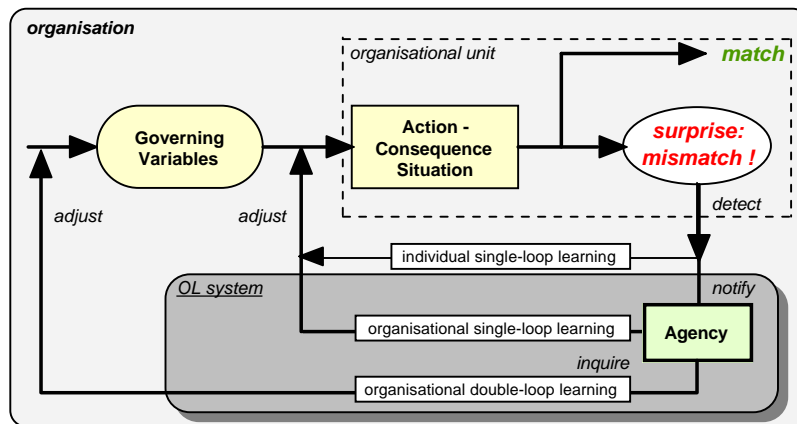 organisation
organisational unit
match
Governing
Variables
Action -
Consequence
Situation
surprise:
mismatch !
adjust
adjust
detect
individual single-loop learning
OL system
notify
organisational single-loop learning
Agency
inquire
organisational double-loop learning